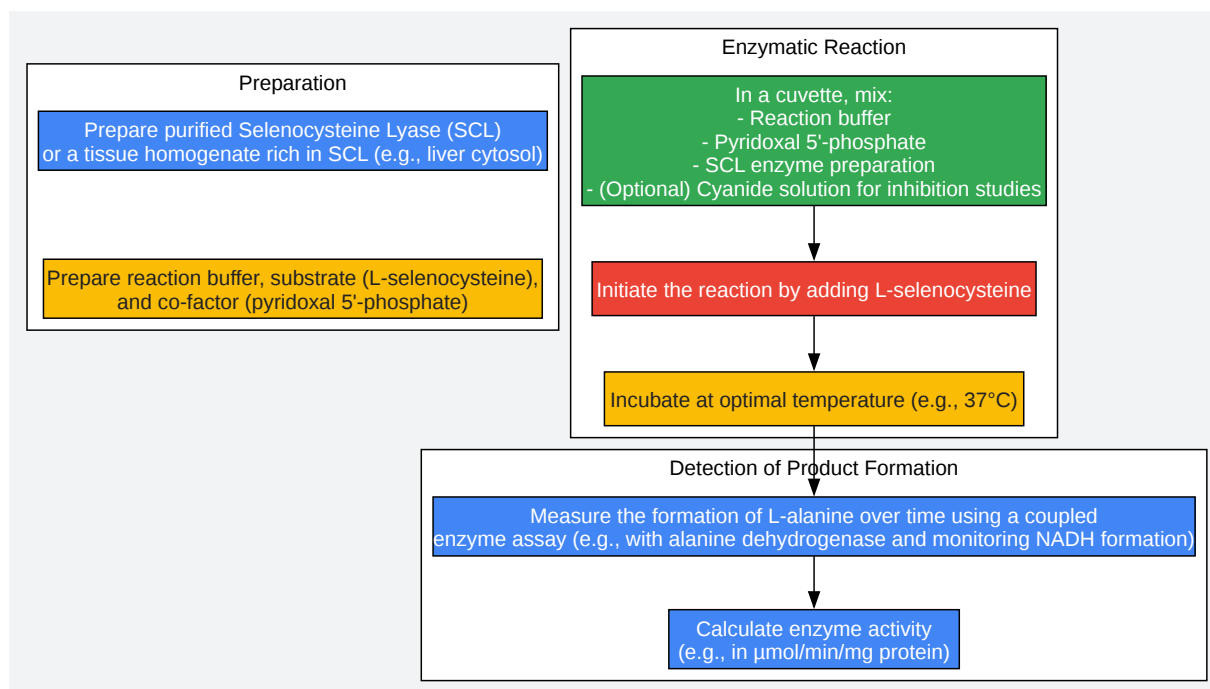 Preparation
Prepare purified Selenocysteine Lyase (SCL)
or a tissue homogenate rich in SCL (e.g., liver cytosol)
Prepare reaction buffer, substrate (L-selenocysteine),
and co-factor (pyridoxal 5'-phosphate)
Enzymatic Reaction
In a cuvette, mix:
- Reaction buffer
- Pyridoxal 5'-phosphate
- SCL enzyme preparation
- (Optional) Cyanide solution for inhibition studies
Initiate the reaction by adding L-selenocysteine
Incubate at optimal temperature (e.g., 37°C)
Detection of Product Formation
Measure the formation of L-alanine over time using a coupled
enzyme assay (e.g., with alanine dehydrogenase and monitoring NADH formation)
Calculate enzyme activity
(e.g., in µmol/min/mg protein)